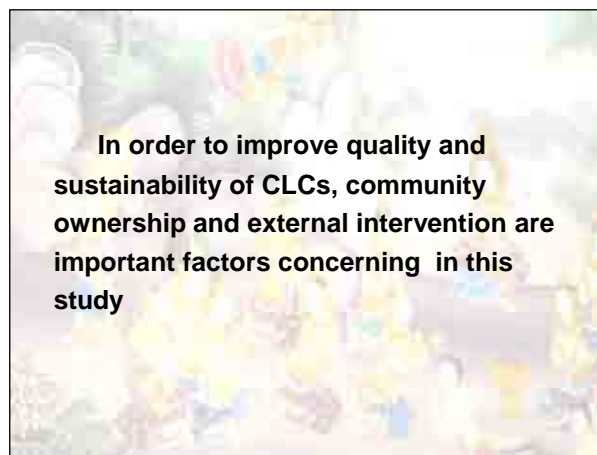 In order to improve quality and
sustainability of CLCs, community
ownership and external intervention are
important factors concerning  in this
study